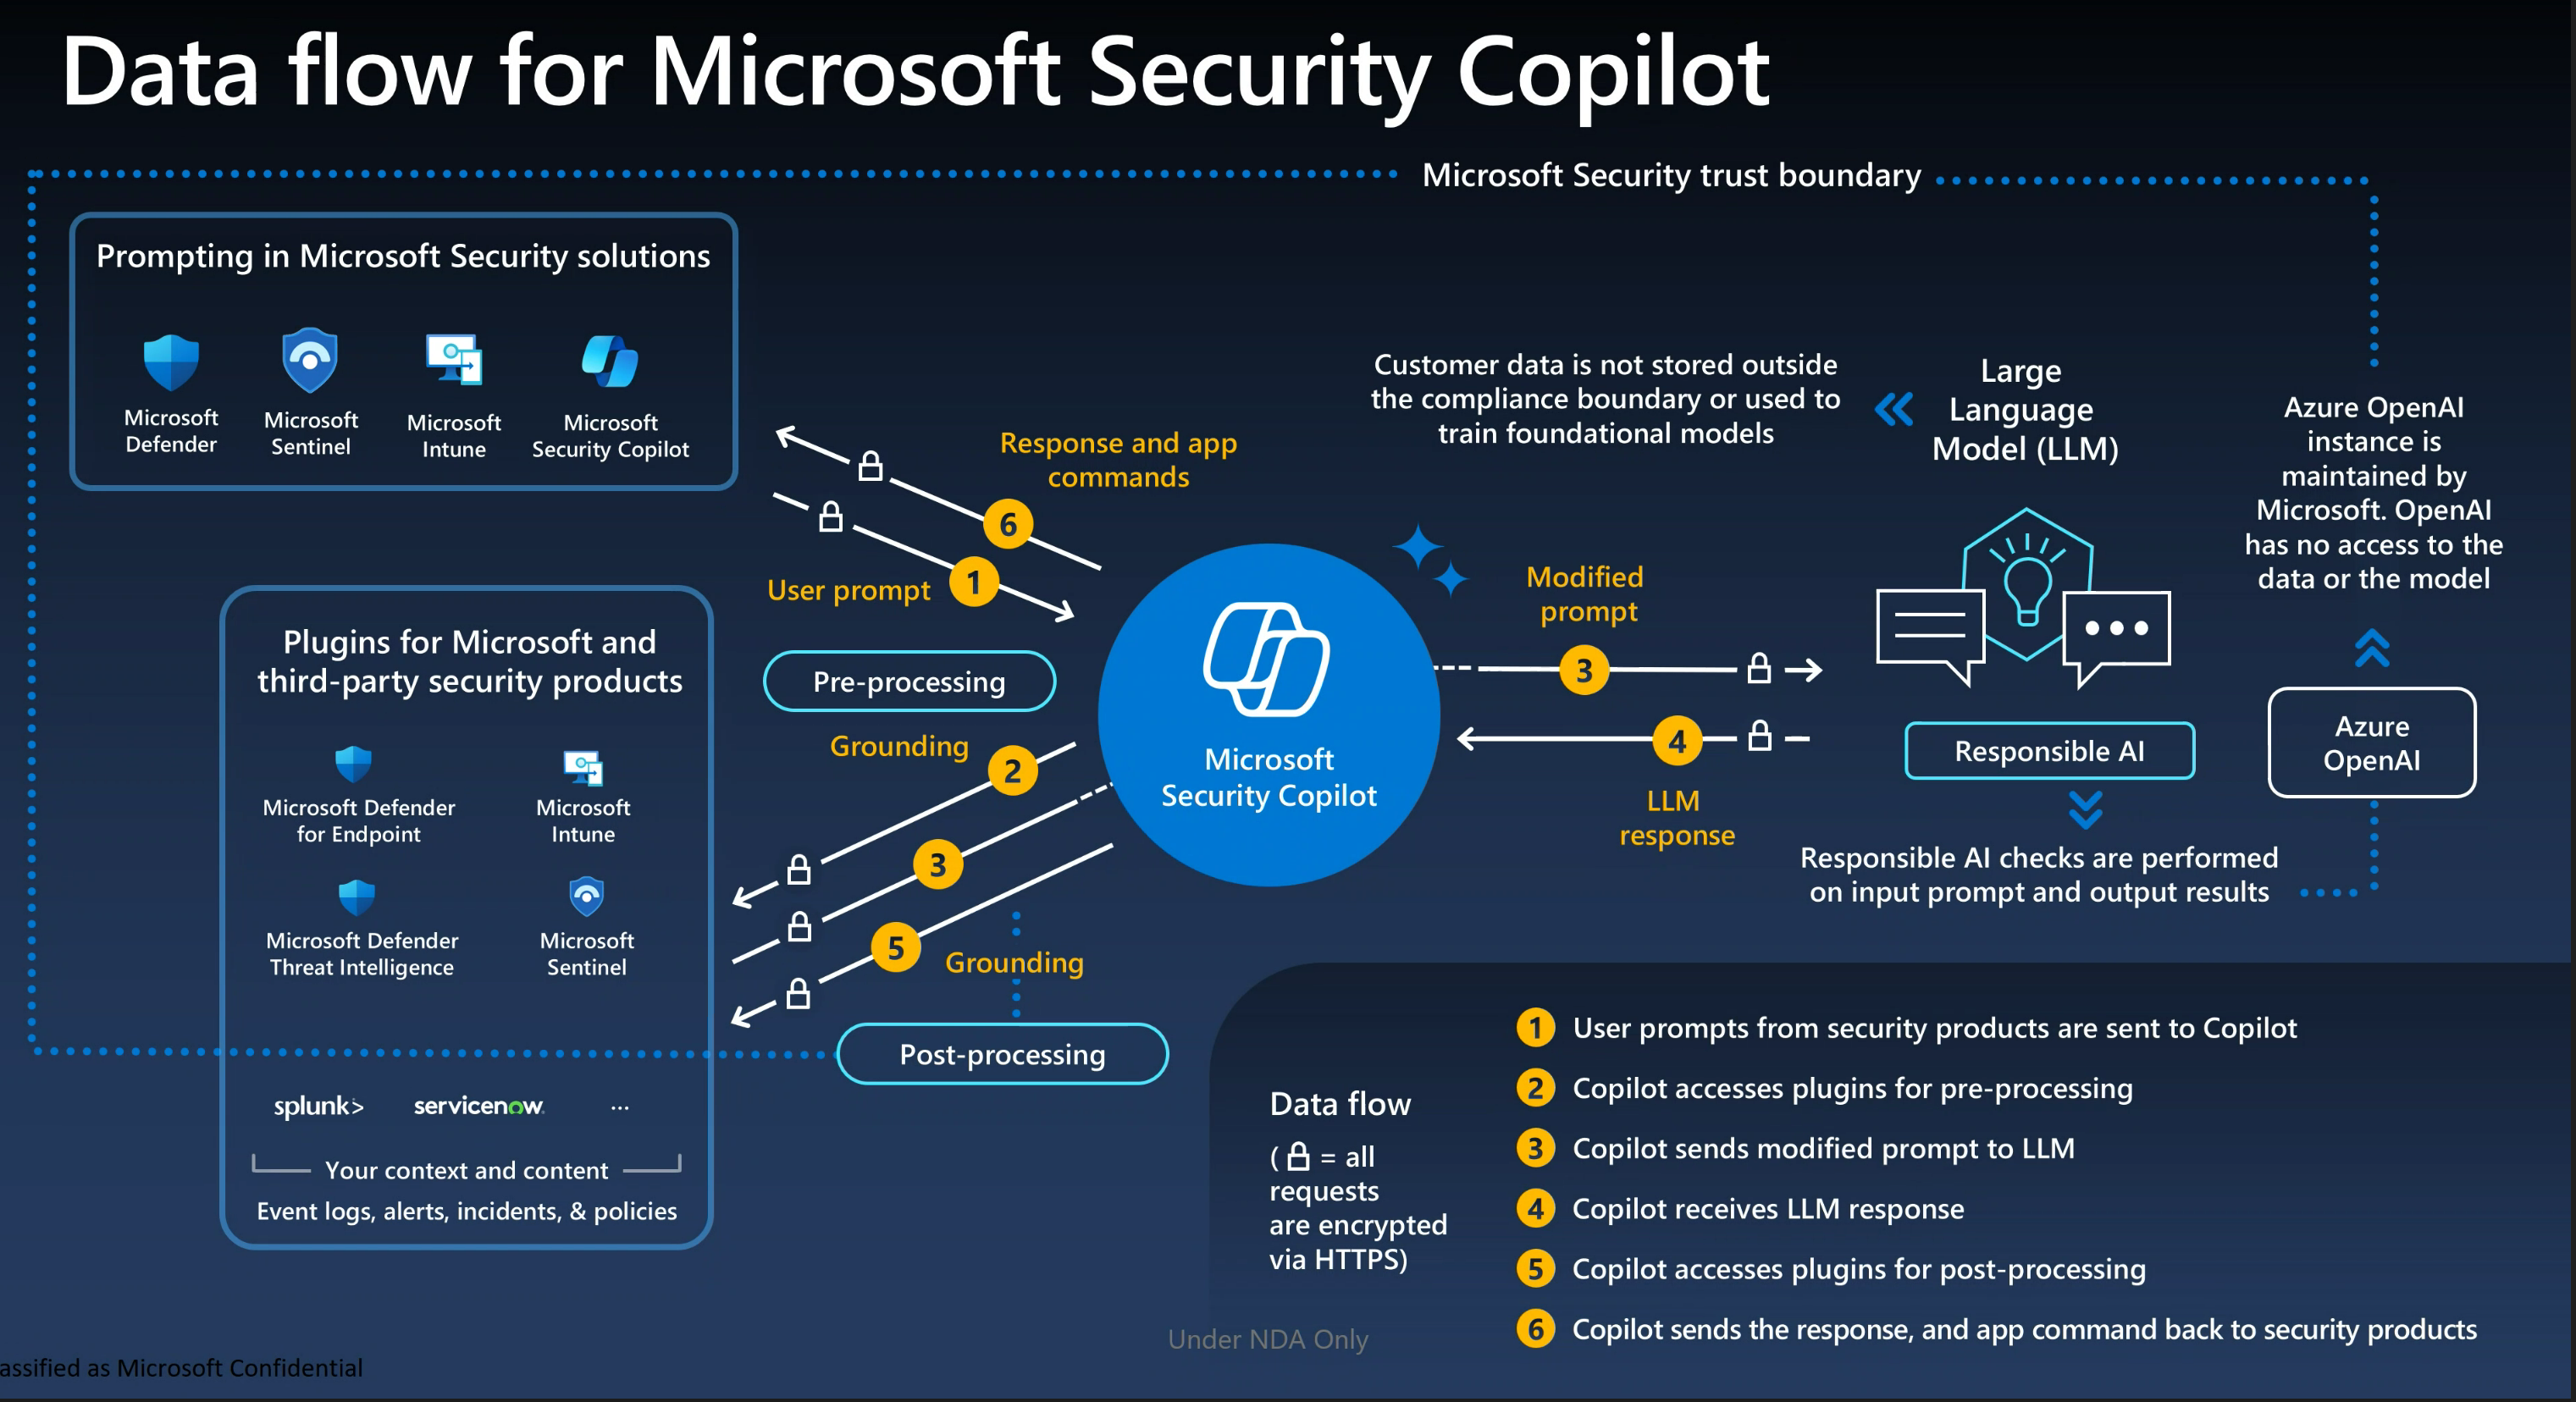 Data flow for Microsoft Security Copilot
Microsoft Security trust boundary
Prompting in Microsoft Security solutions
Microsoft
Defender
Microsoft
Sentinel
Microsoft
Intune
Microsoft
Security Copilot
Response and app
commands
6
User prompt
1
Pre-processing
Plugins for Microsoft and
third-party security products
Microsoft Defender
for Endpoint
Microsoft
Intune
Microsoft Defender
Threat Intelligence
Microsoft
Sentinel
splunk>
servicenow.
...
Your context and content
Event logs, alerts, incidents, & policies
Grounding
2
3
5
Grounding
Post-processing
Microsoft
Security Copilot
Customer data is not stored outside
the compliance boundary or used to
train foundational models
Large
Language
Model (LLM)
Modified
prompt
3
4
LLM
response
Responsible AI
Responsible AI checks are performed
on input prompt and output results
Azure OpenAI
instance is
maintained by
Microsoft. OpenAI
has no access to the
data or the model
Azure
OpenAI
Data flow
( = all
requests
are encrypted
via HTTPS)
1 User prompts from security products are sent to Copilot
2 Copilot accesses plugins for pre-processing
3 Copilot sends modified prompt to LLM
4 Copilot receives LLM response
5 Copilot accesses plugins for post-processing
6 Copilot sends the response, and app command back to security products
Under NDA Only
assified as Microsoft Confidential